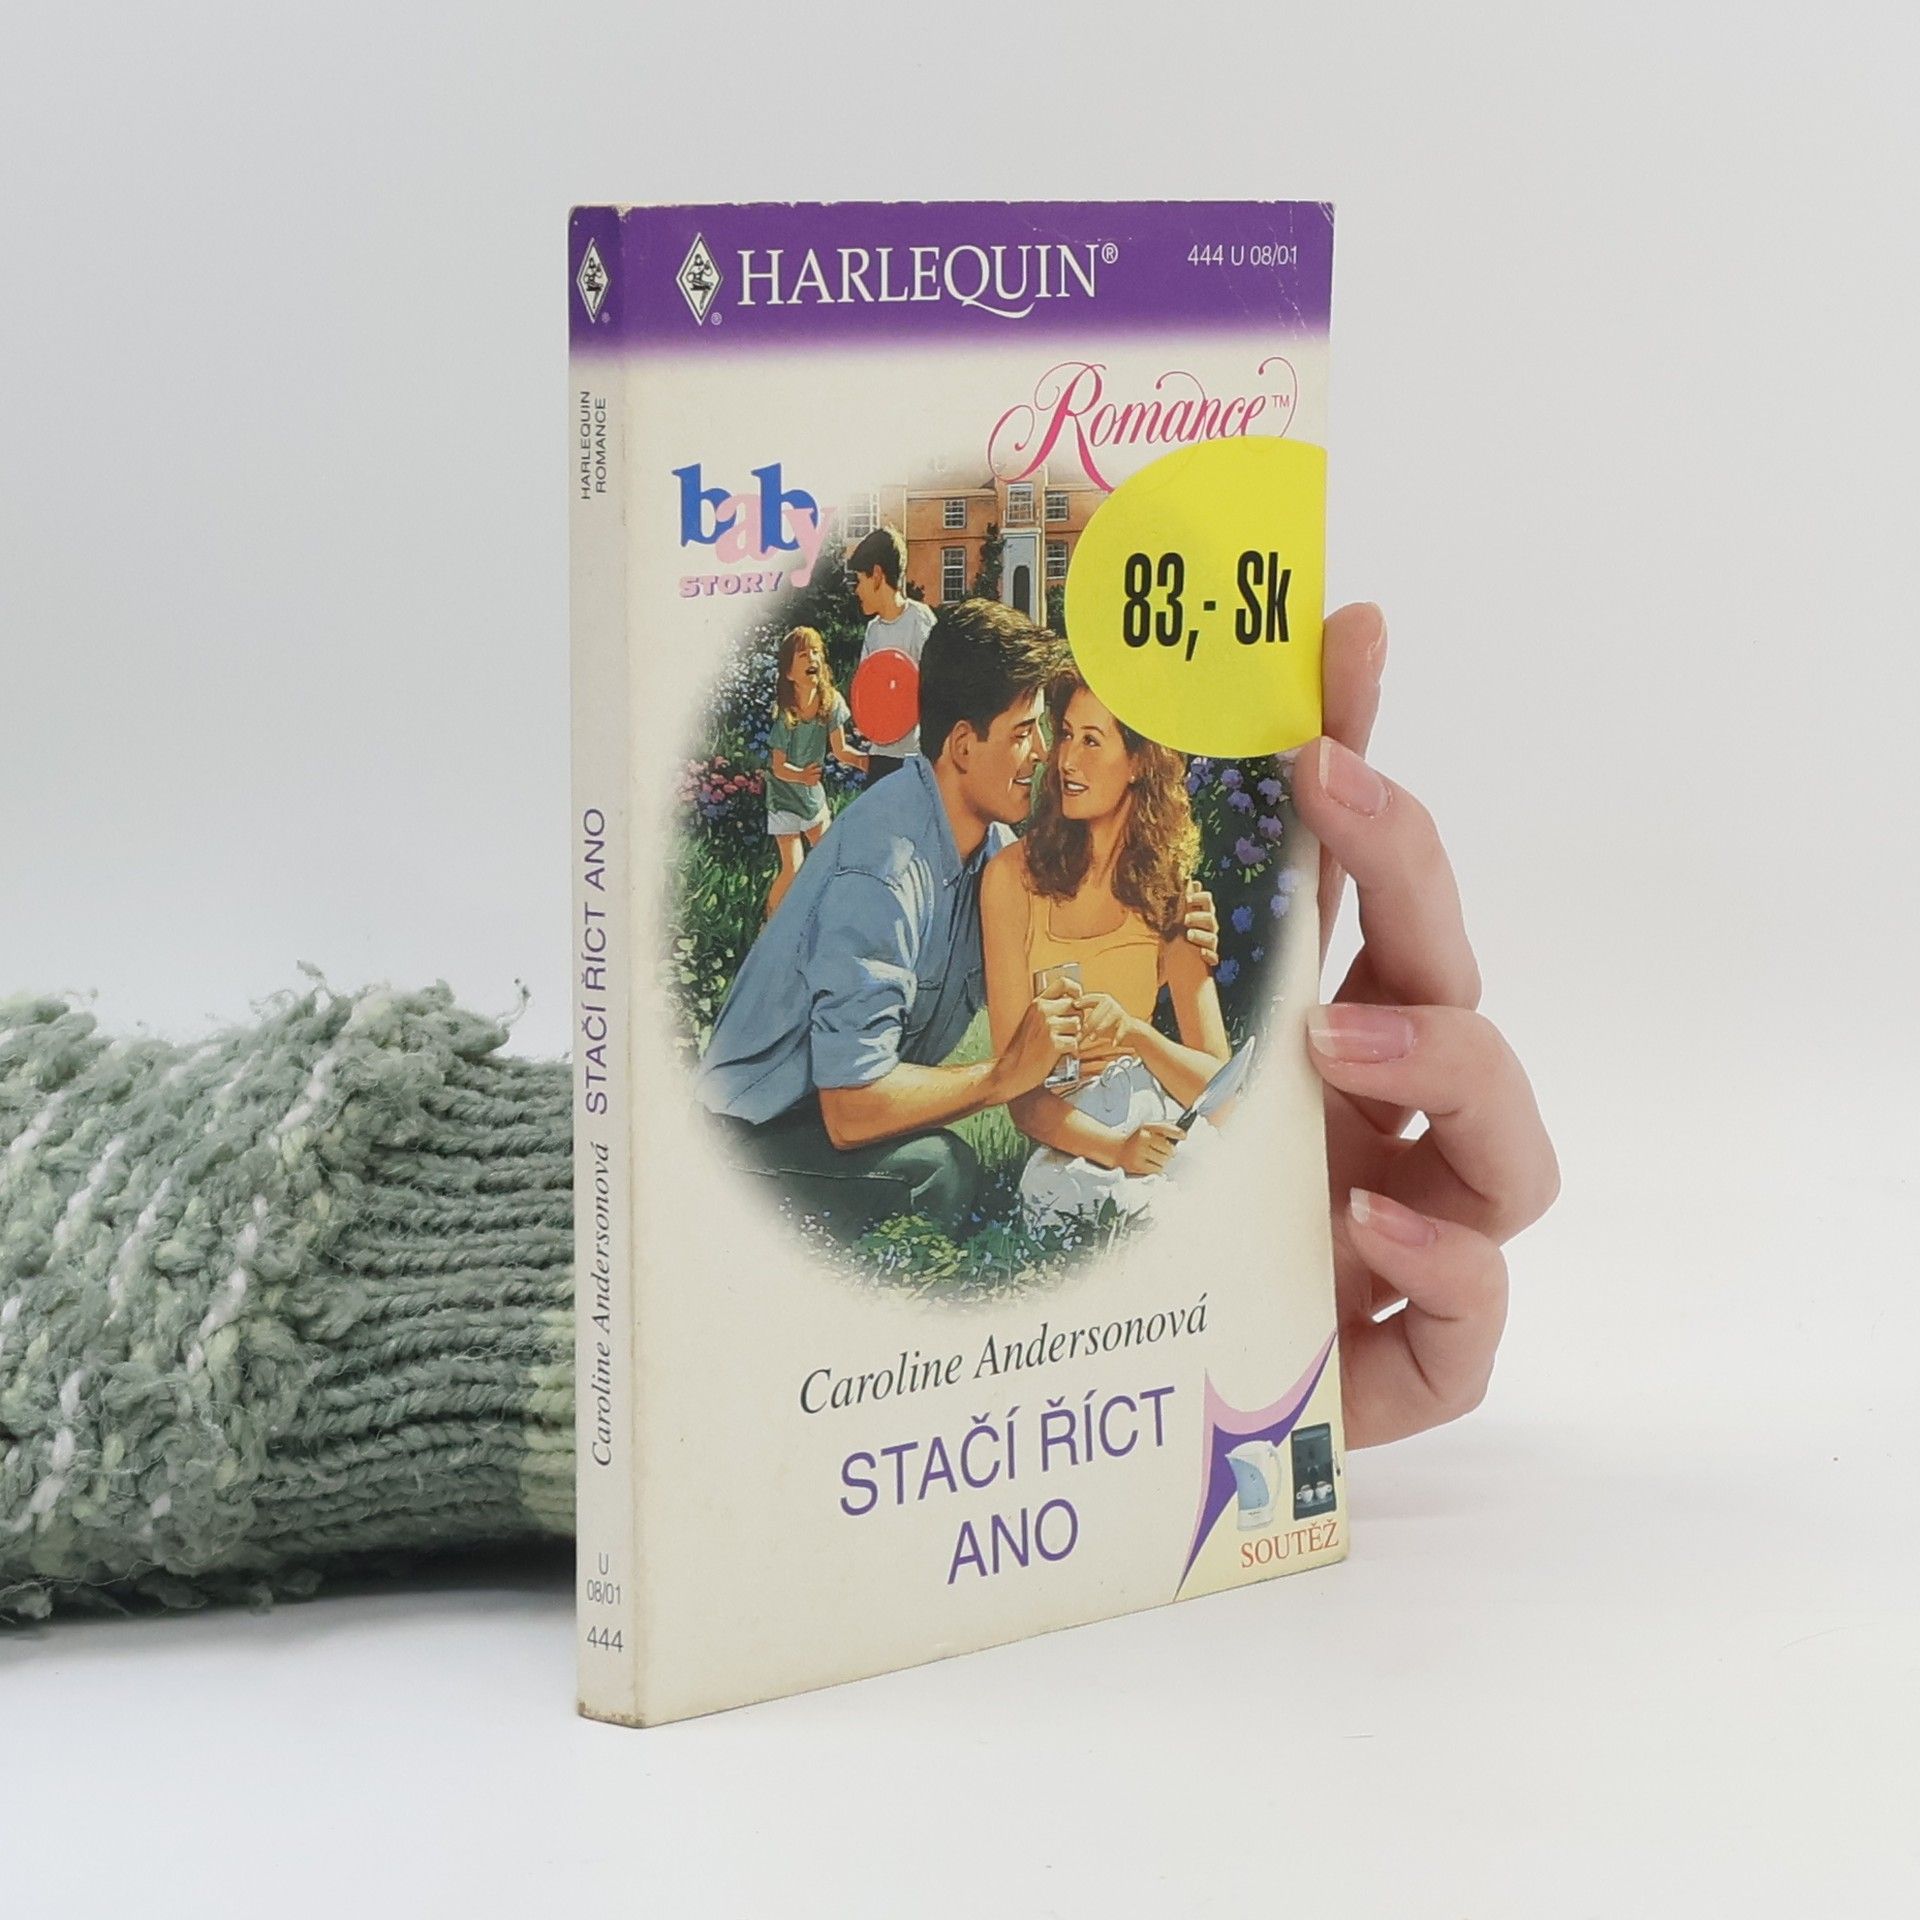 HARLEQUIN®
444 U 08/01
Romance™
baby
STORY
83,- Sk
Caroline Andersonová
STAČÍ ŘÍCT
ANO
SOUTĚŽ
HARLEQUIN
ROMANCE
STAČÍ ŘÍCT ANO
Caroline Andersonová
U
08/01
444